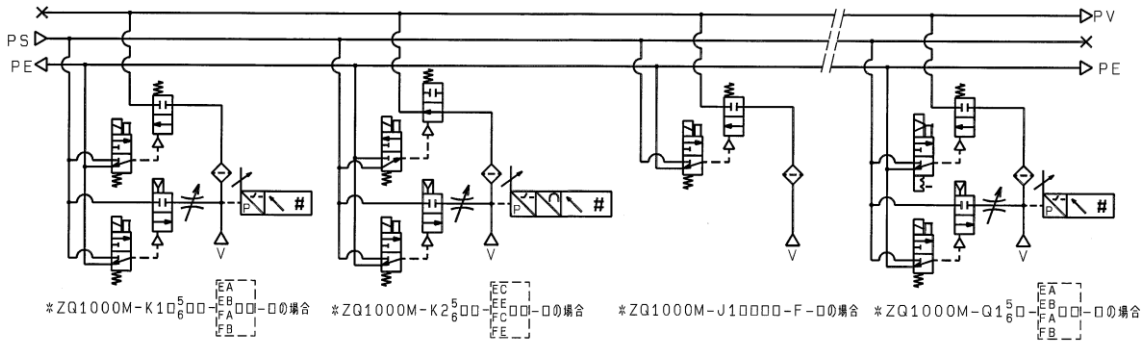 PV
PS
PE
PE
P
#
P
#
P
#
V
V
V
V
*ZQ1000M-K1□5/6□□-EA EB FA FB□□-□の場合
*ZQ1000M-K2 5/6□□-EC EE FC FE□□-□の場合
*ZQ1000M-J1□□□□-F-□の場合
*ZQ1000M-Q1 5/6□-EA EB FA FB□□-□の場合